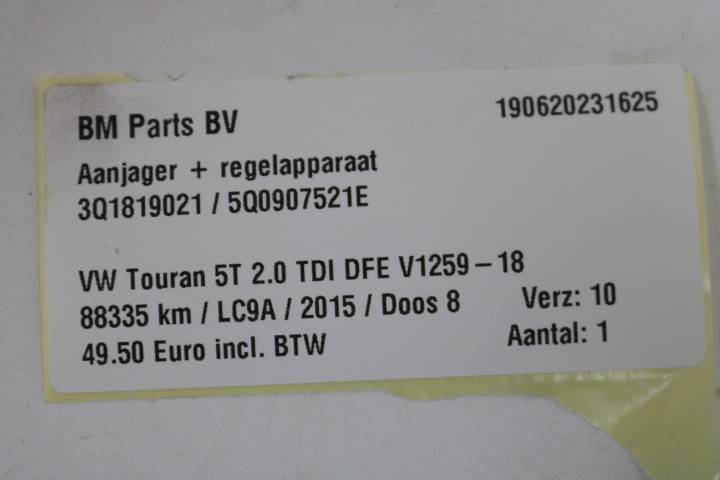 BM Parts BV
190620231625
Aanjager + regelapparaat
3Q1819021 / 5Q0907521E
VW Touran 5T 2.0 TDI DFE V1259-18
88335 km / LC9A / 2015 / Doos 8
Verz: 10
49.50 Euro incl. BTW
Aantal: 1